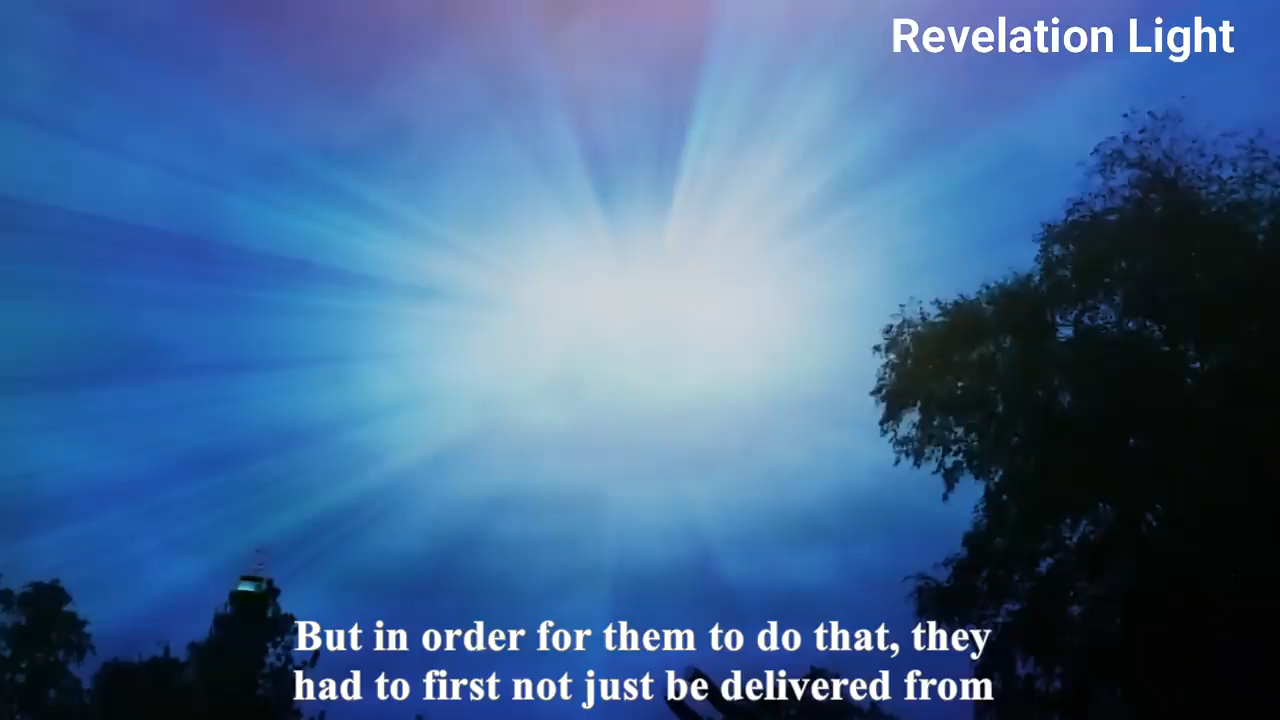 Revelation Light
But in order for them to do that, they
had to first not just be delivered from